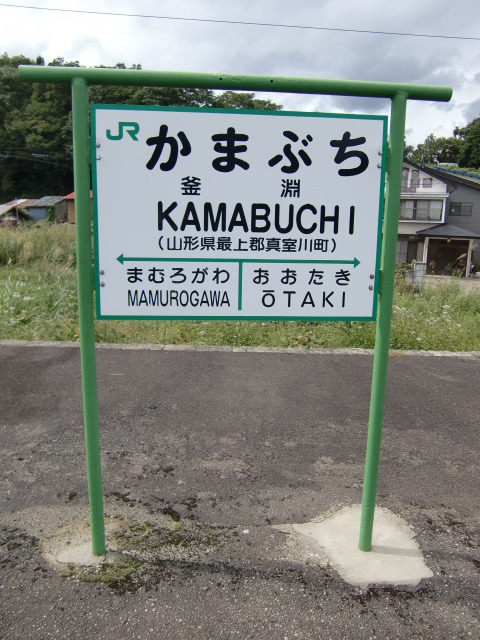 JR かまぶち
釜淵
KAMABUCHI
(山形県最上郡真室川町)
まむろがわ おおたき
MAMUROGAWA ŌTAKI